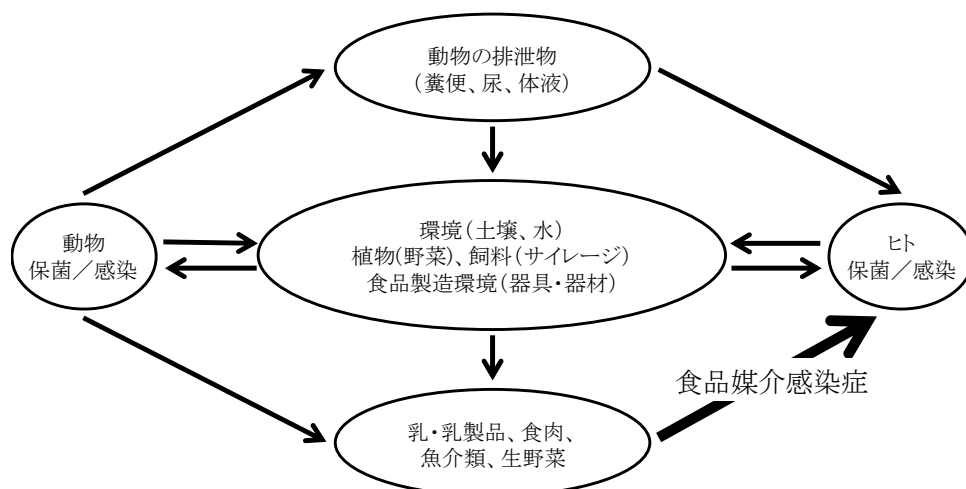 動物の排泄物
(糞便、尿、体液)
動物
保菌/感染
環境(土壌、水)
植物(野菜)、飼料(サイレージ)
食品製造環境(器具・器材)
ヒト
保菌/感染
食品媒介感染症
乳・乳製品、食肉、
魚介類、生野菜